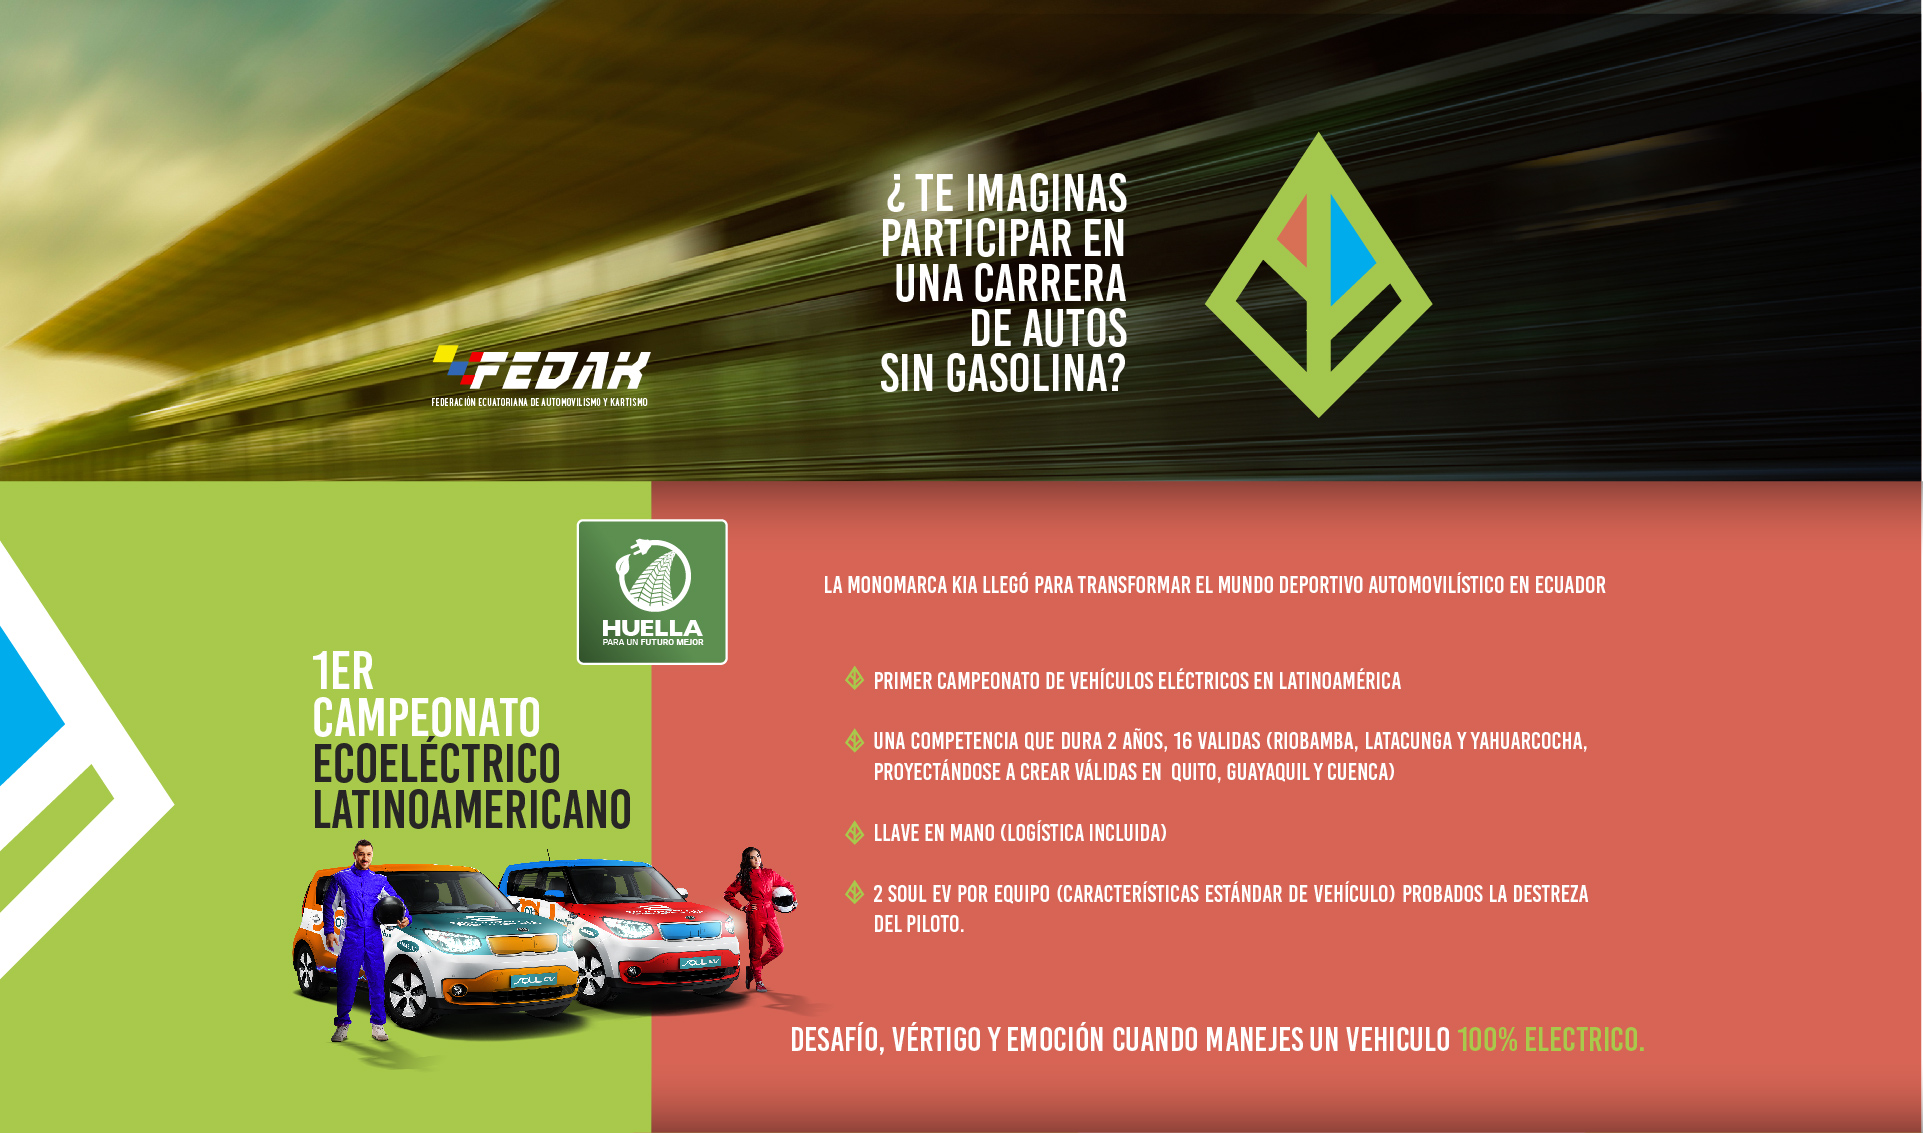 ¿ TE IMAGINAS
PARTICIPAR EN
UNA CARRERA
DE AUTOS
SIN GASOLINA?
FEDAK
FEDERACIÓN ECUATORIANA DE AUTOMOVILISMO Y KARTISMO
HUELLA
PARA UN FUTURO MEJOR
1ER
CAMPEONATO
ECOELÉCTRICO
LATINOAMERICANO
SOUL EV
SOUL EV
LA MONOMARCA KIA LLEGÓ PARA TRANSFORMAR EL MUNDO DEPORTIVO AUTOMOVILÍSTICO EN ECUADOR
PRIMER CAMPEONATO DE VEHÍCULOS ELÉCTRICOS EN LATINOAMÉRICA
UNA COMPETENCIA QUE DURA 2 AÑOS, 16 VALIDAS (RIOBAMBA, LATACUNGA Y YAHUARCOCHA,
PROYECTÁNDOSE A CREAR VÁLIDAS EN QUITO, GUAYAQUIL Y CUENCA)
LLAVE EN MANO (LOGÍSTICA INCLUIDA)
2 SOUL EV POR EQUIPO (CARACTERÍSTICAS ESTÁNDAR DE VEHÍCULO) PROBADOS LA DESTREZA
DEL PILOTO.
DESAFÍO, VÉRTIGO Y EMOCIÓN CUANDO MANEJES UN VEHICULO 100% ELECTRICO.